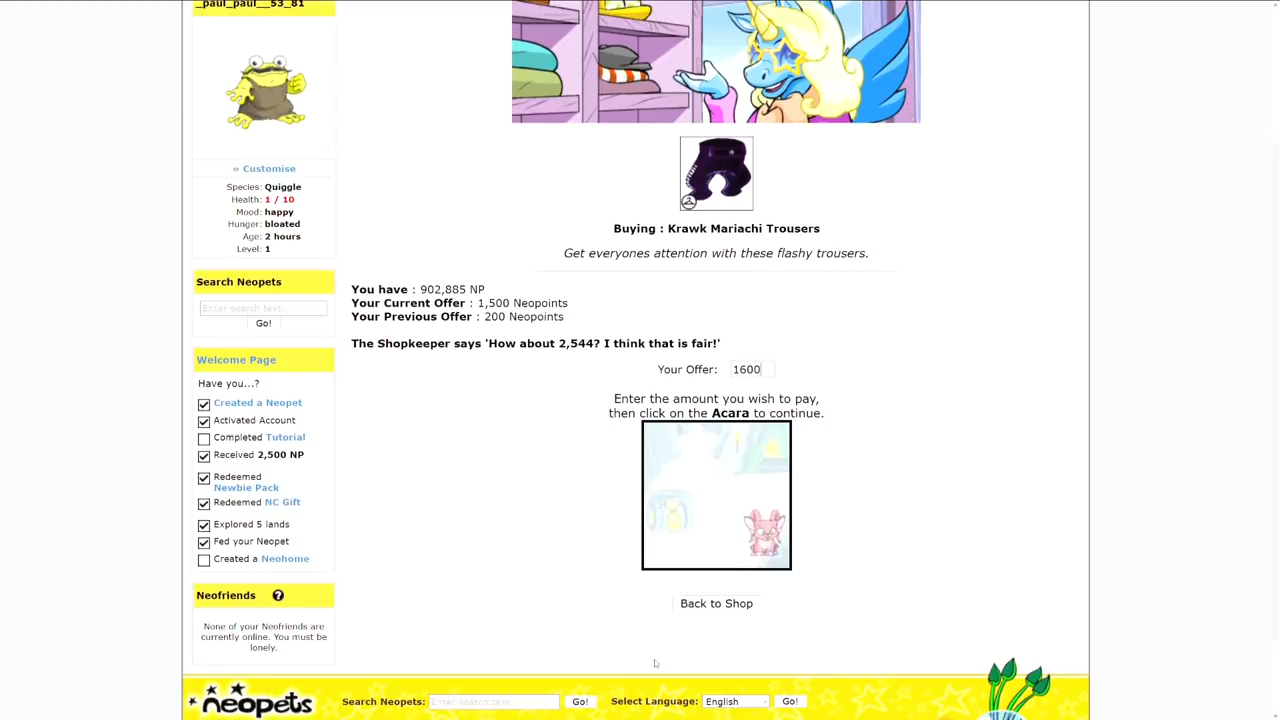 _paul_paul__53_81
» Customise
Species: Quiggle
Health: 1 / 10
Mood: happy
Hunger: bloated
Age: 2 hours
Level: 1
Search Neopets
Enter search text...
Go!
Welcome Page
Have you...?
Created a Neopet
Activated Account
Completed Tutorial
Received 2,500 NP
Redeemed
Newbie Pack
Redeemed NC Gift
Explored 5 lands
Fed your Neopet
Created a Neohome
Neofriends ?
None of your Neofriends are
currently online. You must be
lonely.
Buying : Krawk Mariachi Trousers
Get everyones attention with these flashy trousers.
You have : 902,885 NP
Your Current Offer : 1,500 Neopoints
Your Previous Offer : 200 Neopoints
The Shopkeeper says 'How about 2,544? I think that is fair!'
Your Offer: 1600
Enter the amount you wish to pay,
then click on the Acara to continue.
Back to Shop
neopets
Search Neopets: Enter search text... Go! Select Language: English Go!